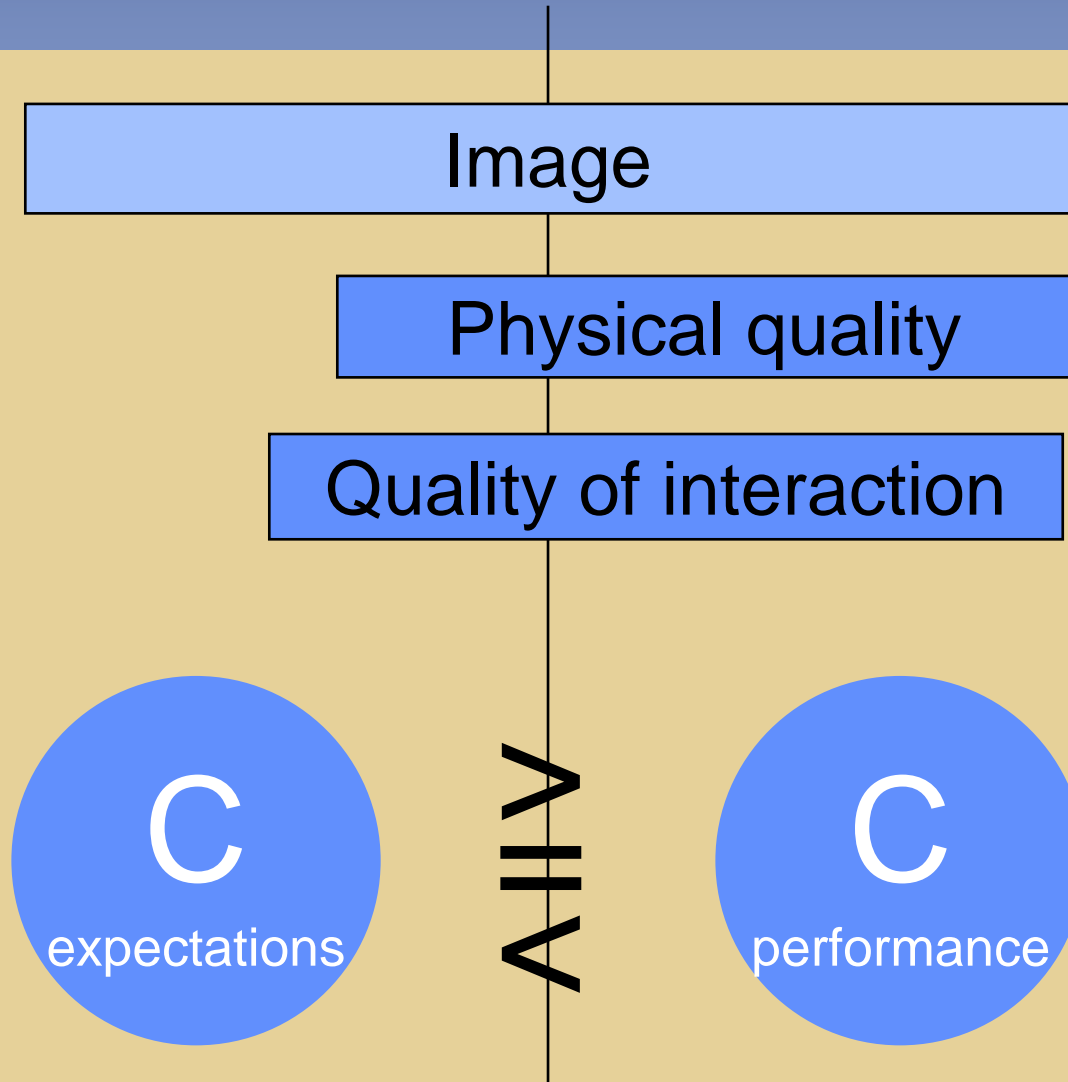 Image
Physical quality
Quality of interaction
C
expectations
>
=
<
C
performance